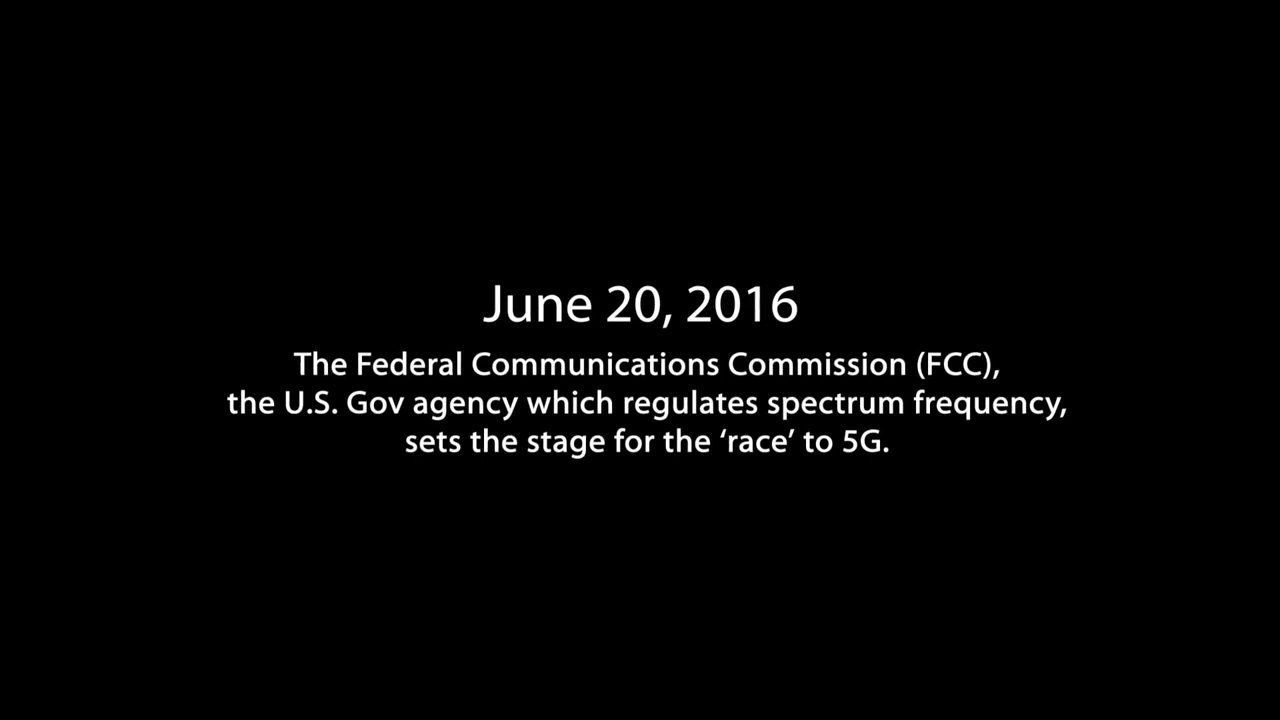 June 20, 2016
The Federal Communications Commission (FCC),
the U.S. Gov agency which regulates spectrum frequency,
sets the stage for the ‘race’ to 5G.